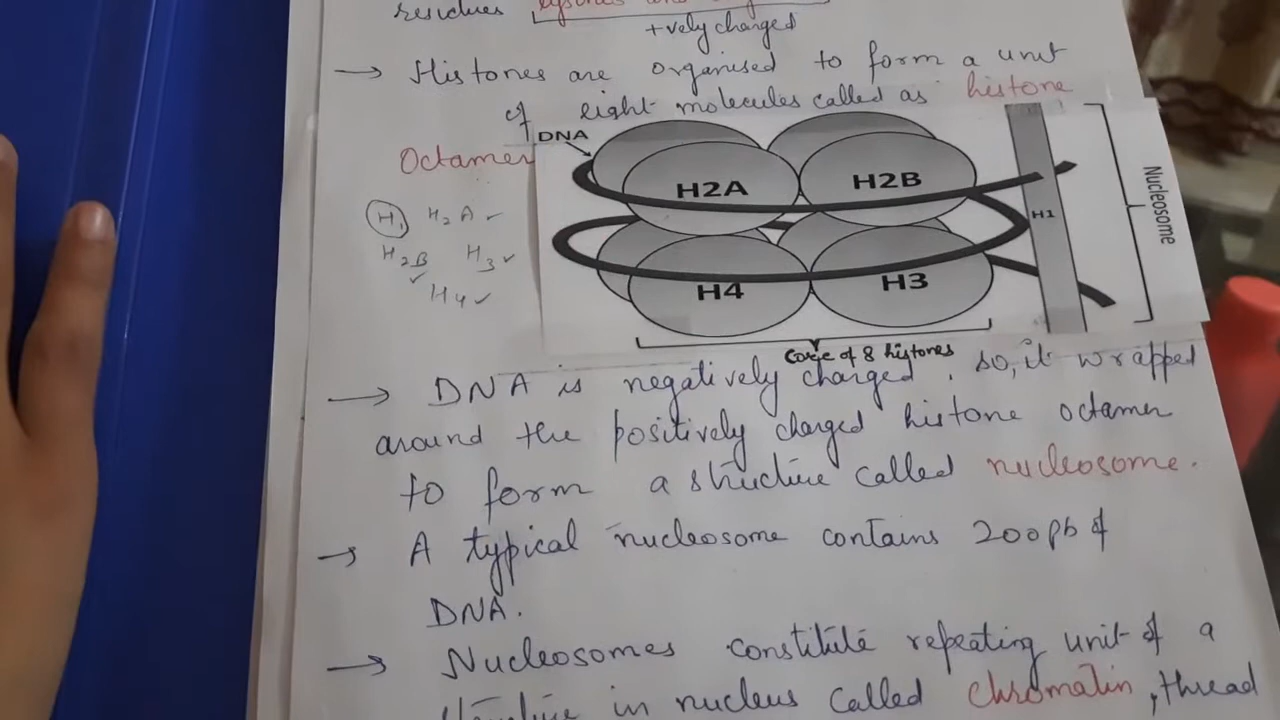 residues
+vely charged
→ Histones are organised to form a unit
of eight molecules called as histone
Octamer
DNA
H2A
H2B
H1
Nucleosome
H1 H2A ✓
H2B ✓ H3 ✓
H4 ✓
H4
H3
Core of 8 histones
→ DNA is negatively charged. so, it wrapped
around the positively charged histone octamer
to form a structure called nucleosome.
→ A typical nucleosome contains 200pb of
DNA.
→ Nucleosomes constitute repeating unit of a
structure in nucleus called chromatin, thread